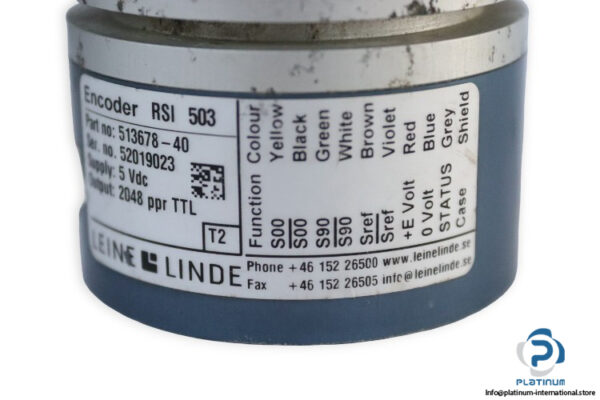 Encoder RSI 503
Part no: 513678-40
Ser. no. 52019023
Supply: 5 Vdc
Output: 2048 ppr TTL
T2
LEINE LINDE
Function Colour
S00 Yellow
S00 Black
S90 Green
S90 White
Sref Brown
Sref Violet
+E Volt Red
0 Volt Blue
STATUS Grey
Case Shield
Phone +46 152 26500 www.leinelinde.se
Fax +46 152 26505 info@leinelinde.se
PLATINUM
Info@platinum-international.store